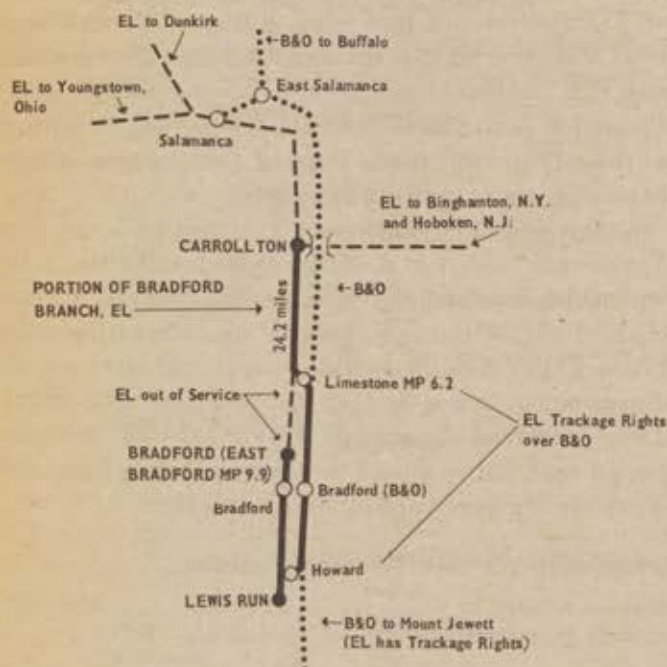 EL to Dunkirk
B&O to Buffalo
EL to Youngstown,
Ohio
East Salamanca
Salamanca
EL to Binghamton, N.Y.
and Hoboken, N.J.
CARROLLTON
PORTION OF BRADFORD
BRANCH, EL
24.2 miles
B&O
Limestone MP 6.2
EL out of Service
EL Trackage Rights
over B&O
BRADFORD (EAST
BRADFORD MP 9.9)
Bradford
Bradford (B&O)
Howard
LEWIS RUN
B&O to Mount Jewett
(EL has Trackage Rights)